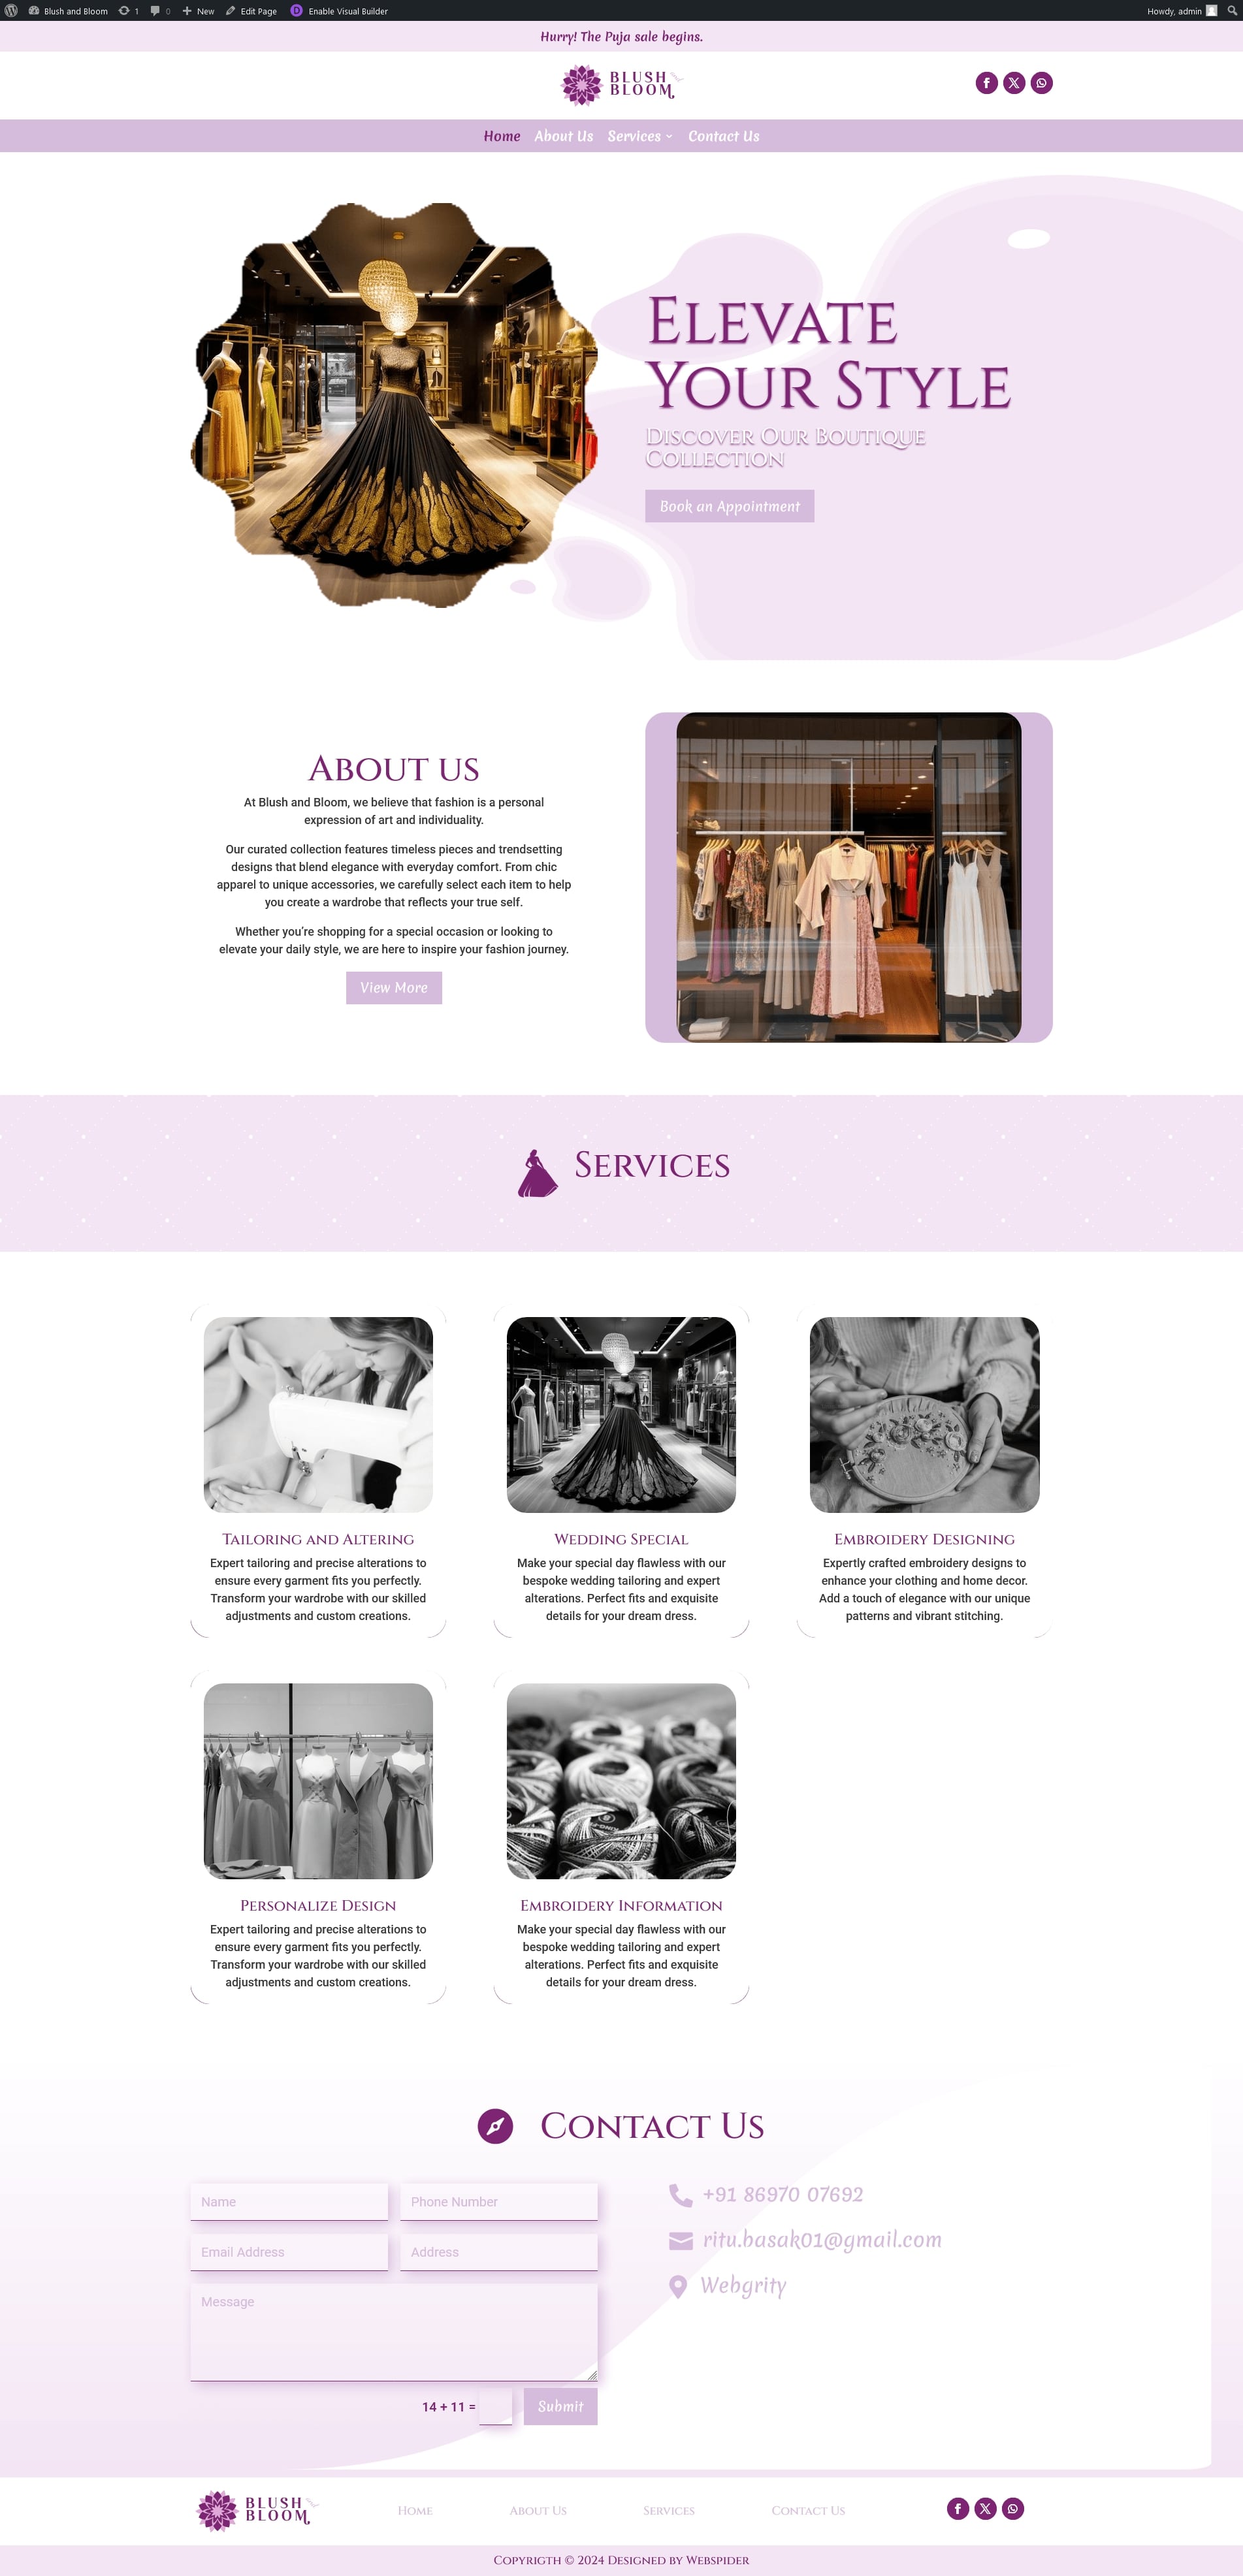 Blush and Bloom 1 0 New Edit Page Enable Visual Builder Howdy, admin
Hurry! The Puja sale begins.
BLUSH
BLOOM
Home About Us Services Contact Us
Elevate
Your Style
Discover Our Boutique
Collection
Book an Appointment
About us
At Blush and Bloom, we believe that fashion is a personal
expression of art and individuality.
Our curated collection features timeless pieces and trendsetting
designs that blend elegance with everyday comfort. From chic
apparel to unique accessories, we carefully select each item to help
you create a wardrobe that reflects your true self.
Whether you’re shopping for a special occasion or looking to
elevate your daily style, we are here to inspire your fashion journey.
View More
Services
Tailoring and Altering
Expert tailoring and precise alterations to
ensure every garment fits you perfectly.
Transform your wardrobe with our skilled
adjustments and custom creations.
Wedding Special
Make your special day flawless with our
bespoke wedding tailoring and expert
alterations. Perfect fits and exquisite
details for your dream dress.
Embroidery Designing
Expertly crafted embroidery designs to
enhance your clothing and home decor.
Add a touch of elegance with our unique
patterns and vibrant stitching.
Personalize Design
Expert tailoring and precise alterations to
ensure every garment fits you perfectly.
Transform your wardrobe with our skilled
adjustments and custom creations.
Embroidery Information
Make your special day flawless with our
bespoke wedding tailoring and expert
alterations. Perfect fits and exquisite
details for your dream dress.
Contact Us
Name Phone Number
Email Address Address
Message
14 + 11 =
Submit
+91 86970 07692
ritu.basak01@gmail.com
Webgrity
BLUSH
BLOOM
Home About Us Services Contact Us
Copyrigth © 2024 Designed by Webspider